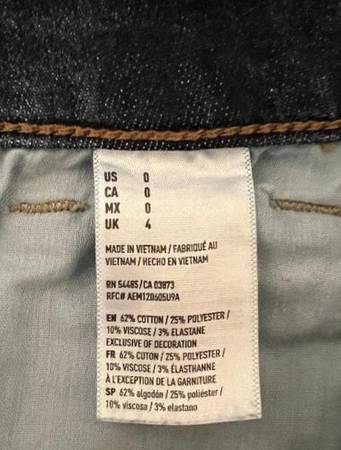 US 0
CA 0
MX 0
UK 4
MADE IN VIETNAM / FABRIQUÉ AU
VIETNAM / HECHO EN VIETNAM
RN 54485/CA 03873
RFC# AEM120605U9A
EN 62% COTTON / 25% POLYESTER /
10% VISCOSE / 3% ELASTANE
EXCLUSIVE OF DECORATION
FR 62% COTON / 25% POLYESTER /
10% VISCOSE / 3% ÉLASTHANNE
À L'EXCEPTION DE LA GARNITURE
SP 62% algodón / 25% poliéster /
10% viscosa / 3% elastano